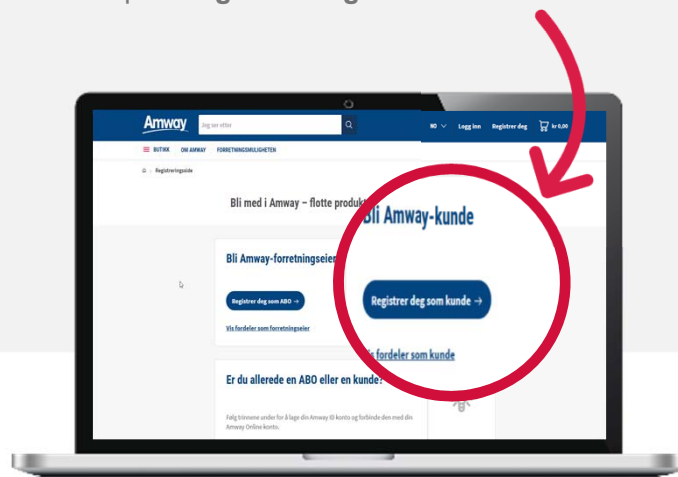 Amway
Jeg ser etter
NO
Logg inn
Registrer deg
kr 0,00
BUTIKK
OM AMWAY
FORRETNINGSMULIGHETEN
Registreringsside
Bli med i Amway – flotte produkt
Bli Amway-forretningseier
Registrer deg som ABO →
Vis fordeler som forretningseier
Bli Amway-kunde
Registrer deg som kunde →
Vis fordeler som kunde
Er du allerede en ABO eller en kunde?
Følg trinnene under for å lage din Amway ID konto og forbinde den med din
Amway Online konto.